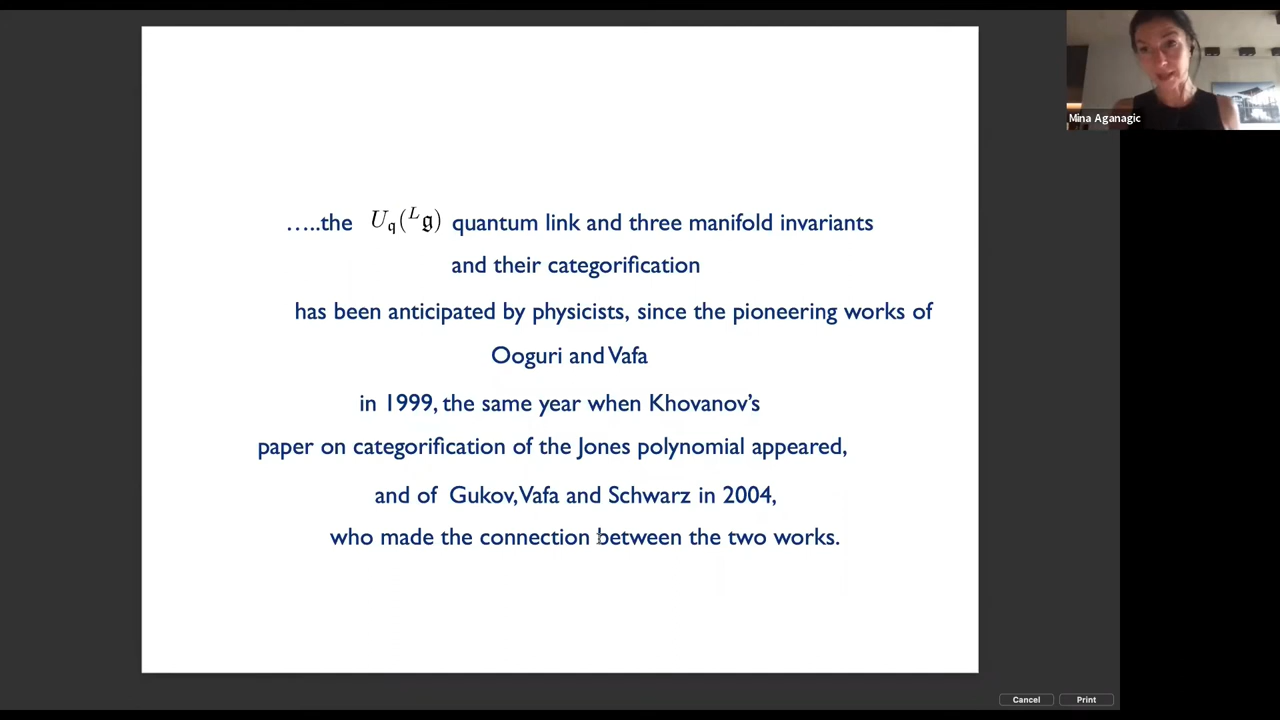 …..the U_q(^L𝔤) quantum link and three manifold invariants
and their categorification
has been anticipated by physicists, since the pioneering works of
Ooguri and Vafa
in 1999, the same year when Khovanov’s
paper on categorification of the Jones polynomial appeared,
and of Gukov, Vafa and Schwarz in 2004,
who made the connection between the two works.
Mina Aganagic
Cancel Print